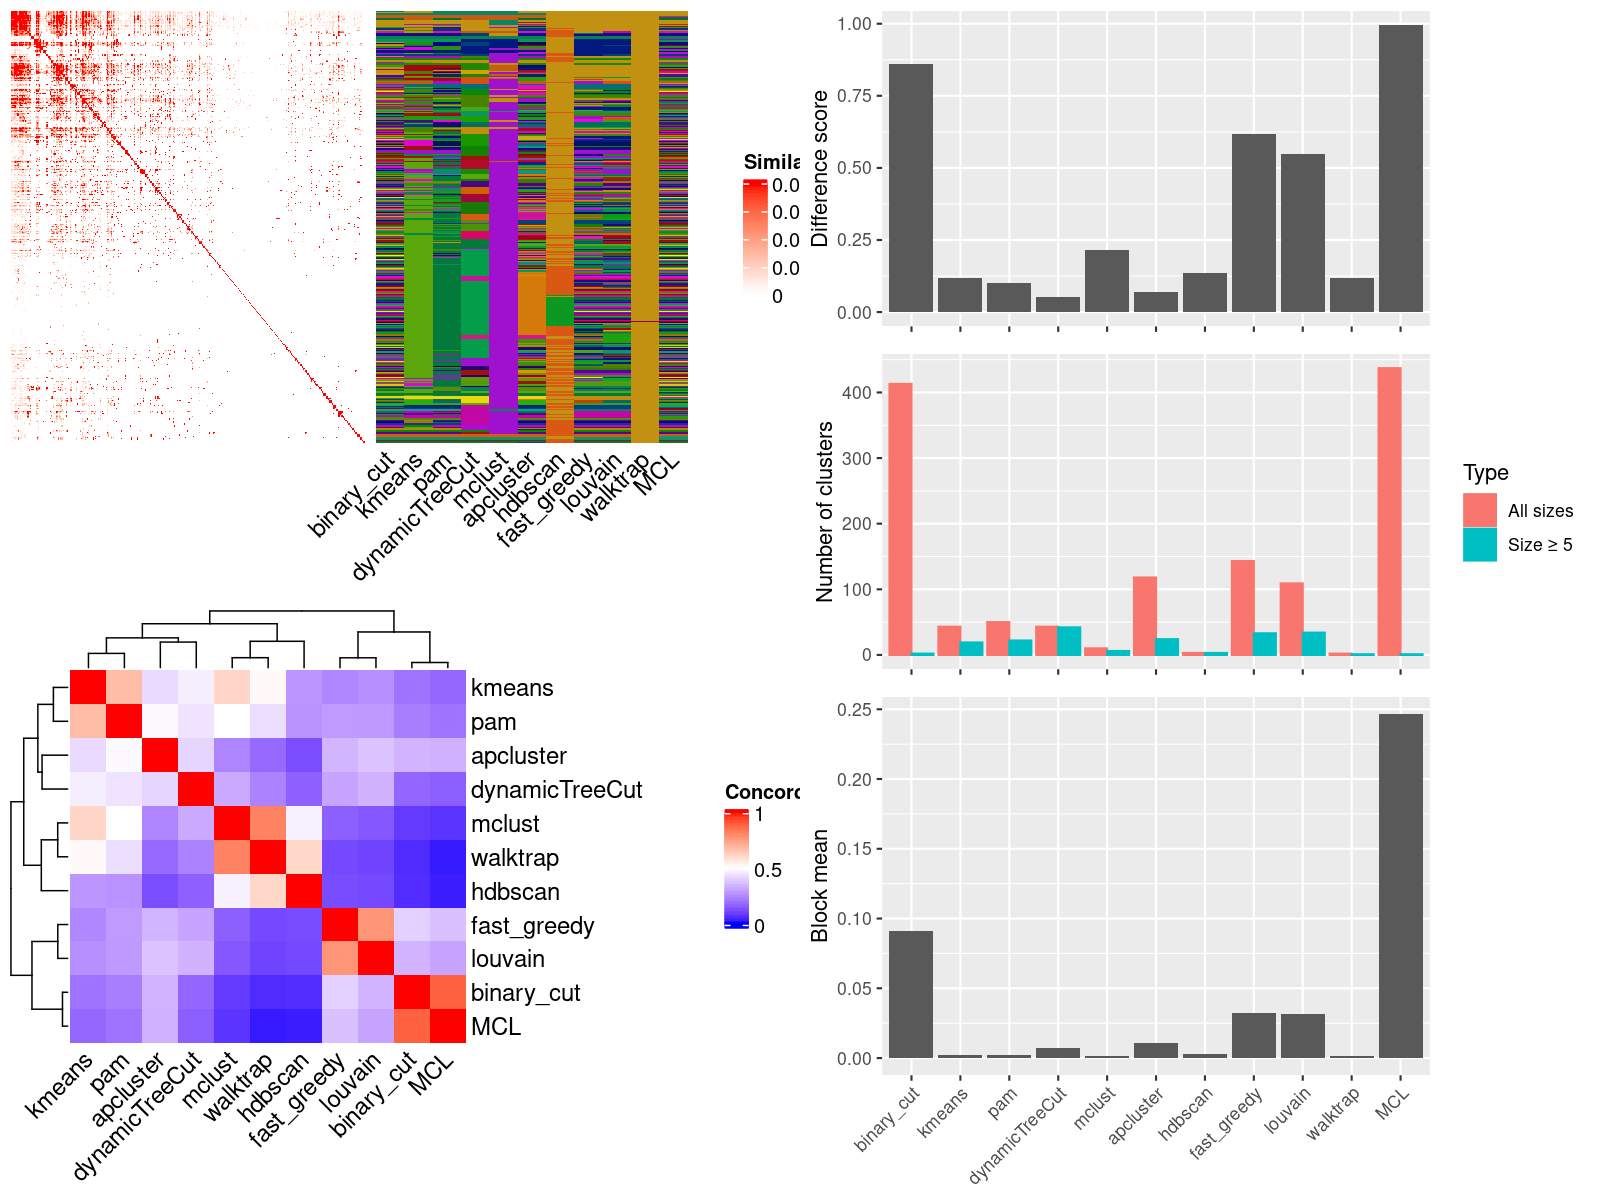 Simila
0.0
0.0
0.0
0.0
0
binary_cut
kmeans
pam
dynamicTreeCut
mclust
apcluster
hdbscan
fast_greedy
louvain
walktrap
MCL
kmeans
pam
apcluster
dynamicTreeCut
mclust
walktrap
hdbscan
fast_greedy
louvain
binary_cut
MCL
kmeans
pam
apcluster
dynamicTreeCut
mclust
walktrap
hdbscan
fast_greedy
louvain
binary_cut
MCL
Concord
1
0.5
0
Difference score
1.00
0.75
0.50
0.25
0.00
Number of clusters
400
300
200
100
0
Type
All sizes
Size ≥ 5
Block mean
0.25
0.20
0.15
0.10
0.05
0.00
binary_cut
kmeans
pam
dynamicTreeCut
mclust
apcluster
hdbscan
fast_greedy
louvain
walktrap
MCL